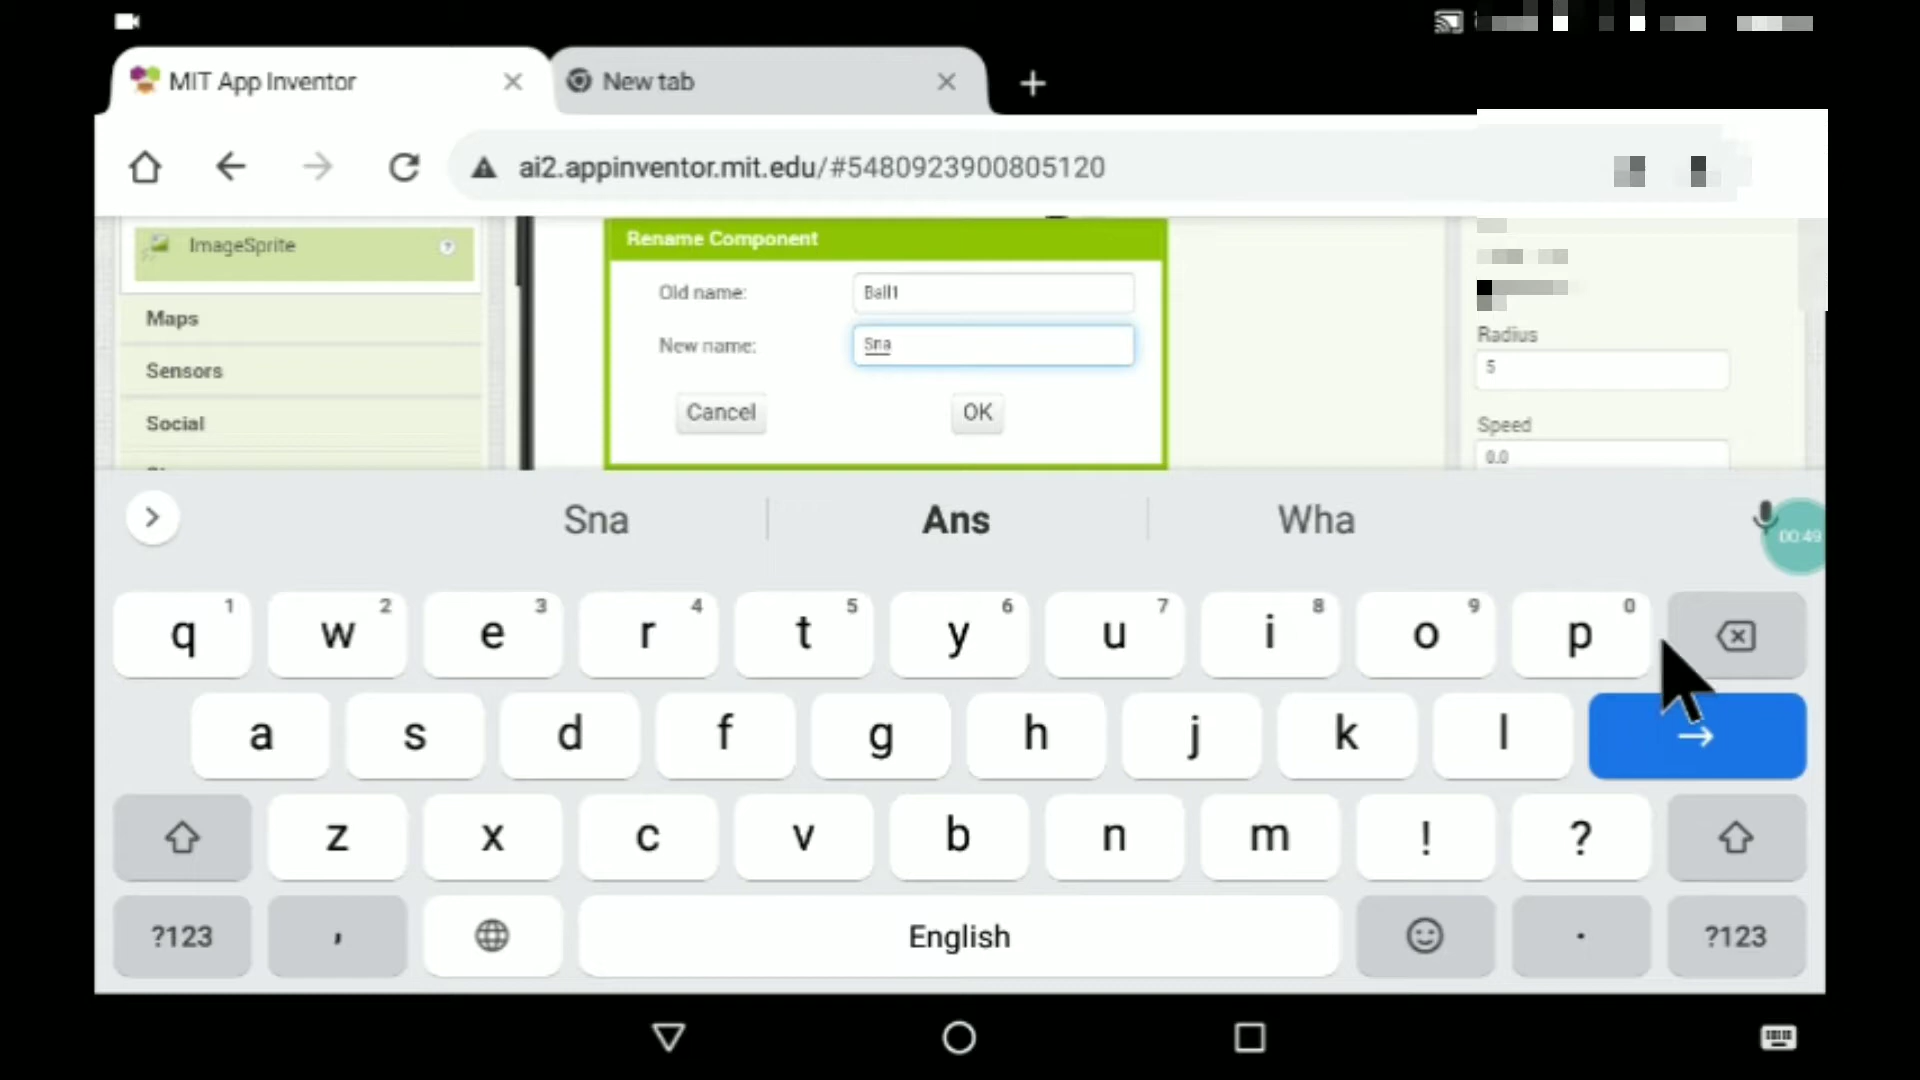 MIT App Inventor
New tab
ai2.appinventor.mit.edu/#5480923900805120
ImageSprite
?
Maps
Sensors
Social
Rename Component
Old name:
Ball1
New name:
Sna
Cancel
OK
Radius
5
Speed
0.0
Sna
Ans
Wha
00:49
q 1 w 2 e 3 r 4 t 5 y 6 u 7 i 8 o 9 p 0
a s d f g h j k l
z x c v b n m ! ?
?123 , English . ?123